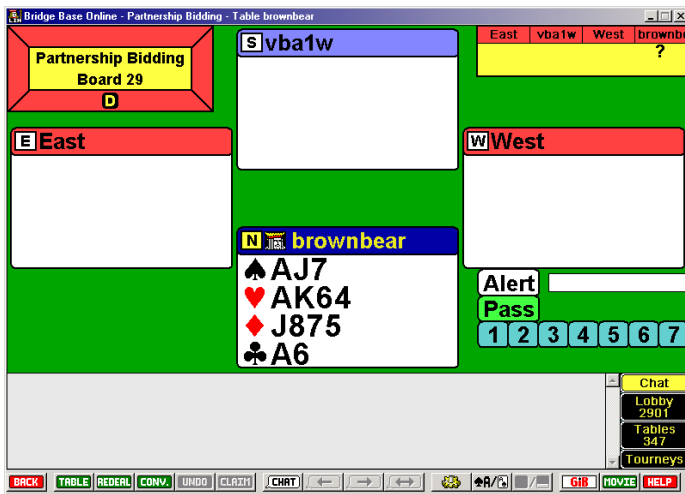 Bridge Base Online - Partnership Bidding - Table brownbear
Partnership Bidding
Board 29
D
S vba1w
East vba1w West brownbe
?
E East
W West
N brownbear
♠ AJ7
♥ AK64
♦ J875
♣ A6
Alert
Pass
1 2 3 4 5 6 7
Chat
Lobby
2901
Tables
347
Tourneys
BACK TABLE REDEAL CONV. UNDO CLAIM CHAT ← → ↔ ♠A/ / GIB MOVIE HELP